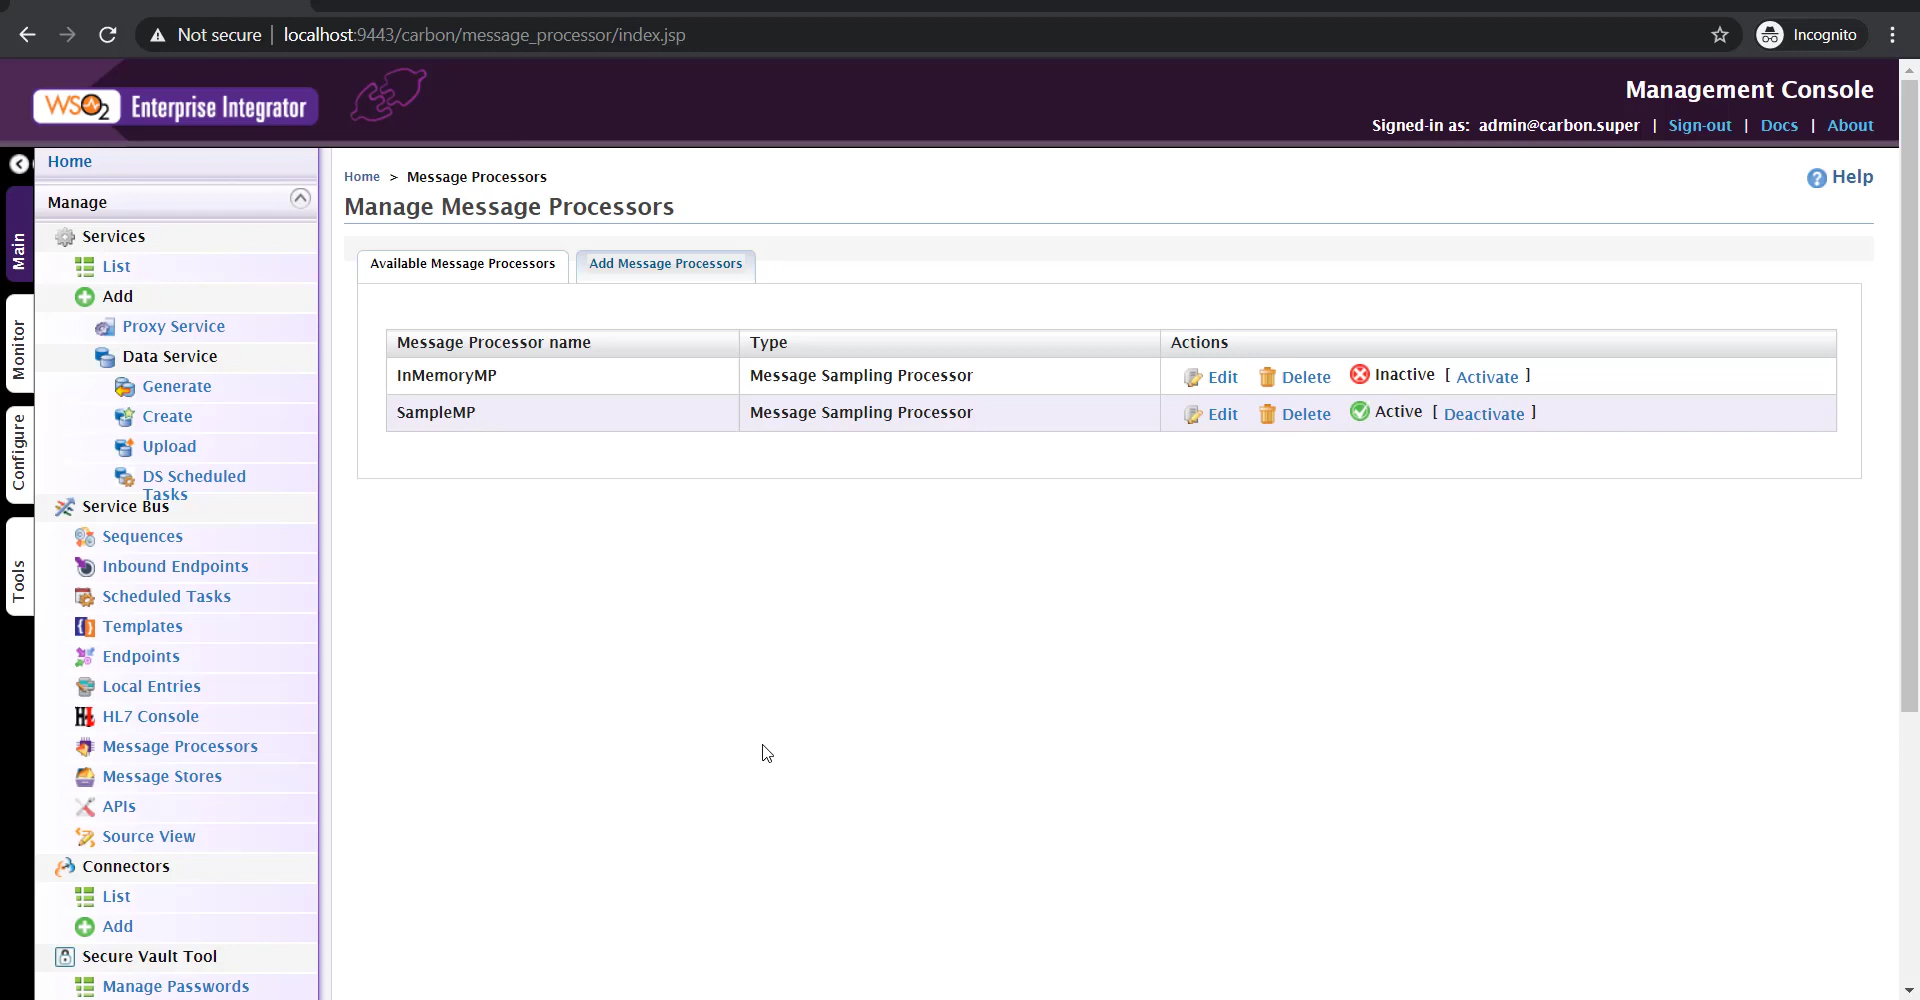 Not secure
localhost:9443/carbon/message_processor/index.jsp
Incognito
WSO2 Enterprise Integrator
Management Console
Signed-in as: admin@carbon.super | Sign-out | Docs | About
Main
Monitor
Configure
Tools
Home
Manage
Services
List
Add
Proxy Service
Data Service
Generate
Create
Upload
DS Scheduled
Tasks
Service Bus
Sequences
Inbound Endpoints
Scheduled Tasks
Templates
Endpoints
Local Entries
HL7 Console
Message Processors
Message Stores
APIs
Source View
Connectors
List
Add
Secure Vault Tool
Manage Passwords
Home > Message Processors
Help
Manage Message Processors
Available Message Processors
Add Message Processors
Message Processor name Type Actions
InMemoryMP Message Sampling Processor Edit Delete Inactive [ Activate ]
SampleMP Message Sampling Processor Edit Delete Active [ Deactivate ]